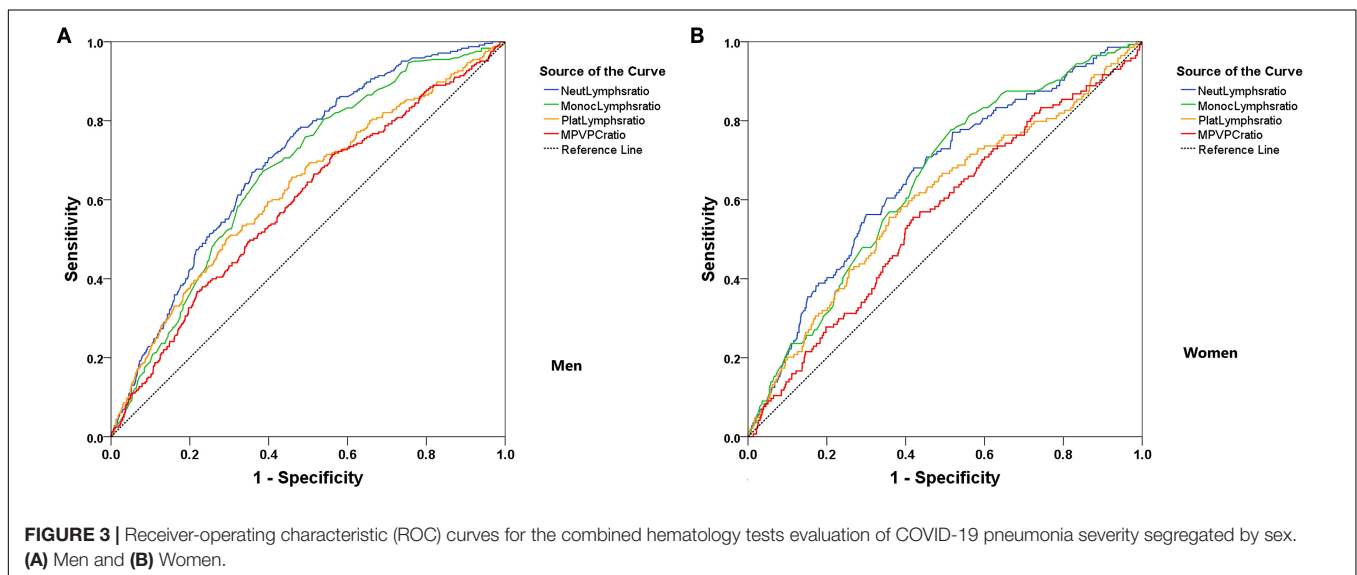 A
1.0
0.8
0.6
0.4
0.2
0.0
Sensitivity
0.0 0.2 0.4 0.6 0.8 1.0
1 - Specificity
Source of the Curve
NeutLymphsratio
MonocLymphsratio
PlatLymphsratio
MPVPCratio
Reference Line
Men
B
1.0
0.8
0.6
0.4
0.2
0.0
Sensitivity
0.0 0.2 0.4 0.6 0.8 1.0
1 - Specificity
Source of the Curve
NeutLymphsratio
MonocLymphsratio
PlatLymphsratio
MPVPCratio
Reference Line
Women
FIGURE 3 | Receiver-operating characteristic (ROC) curves for the combined hematology tests evaluation of COVID-19 pneumonia severity segregated by sex.
(A) Men and (B) Women.